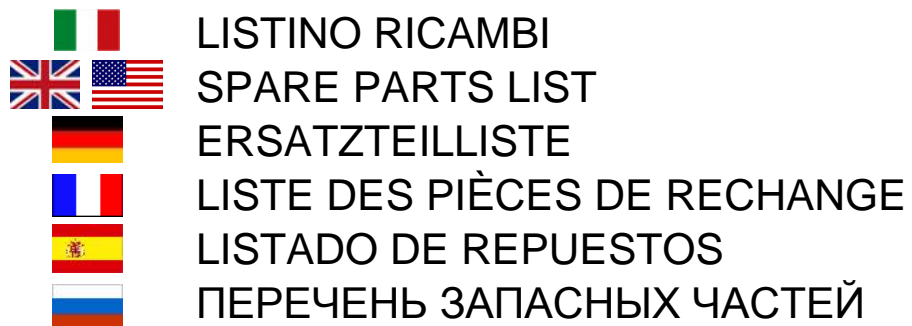 LISTINO RICAMBI
SPARE PARTS LIST
ERSATZTEILLISTE
LISTE DES PIÈCES DE RECHANGE
LISTADO DE REPUESTOS
ПЕРЕЧЕНЬ ЗАПАСНЫХ ЧАСТЕЙ